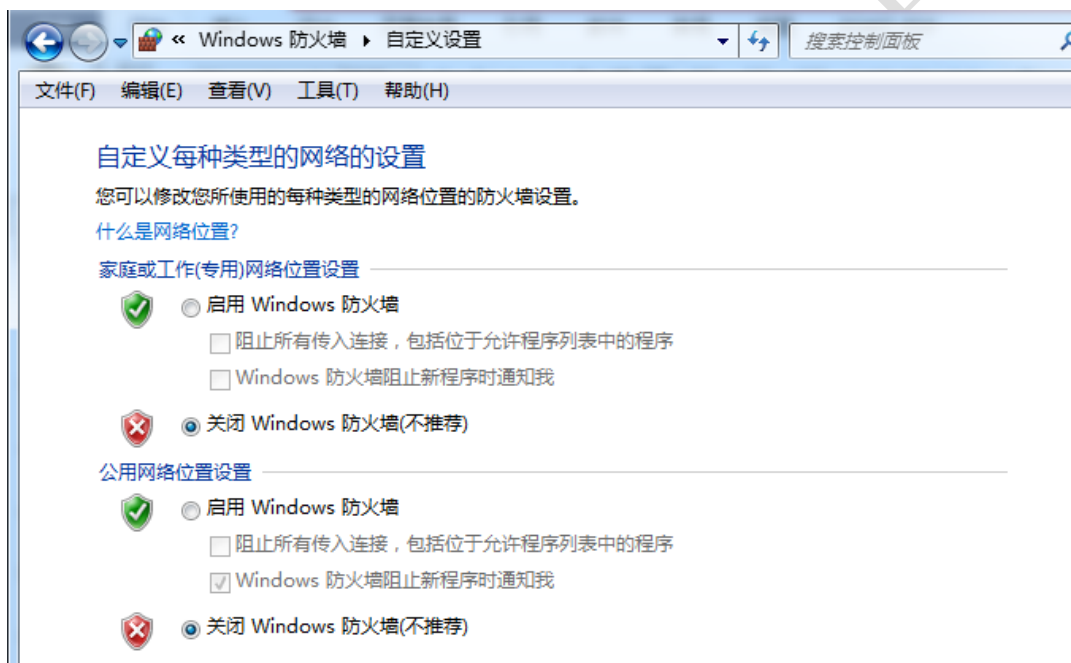 « Windows 防火墙 ▸ 自定义设置 搜索控制面板
文件(F) 编辑(E) 查看(V) 工具(T) 帮助(H)
自定义每种类型的网络的设置
您可以修改您所使用的每种类型的网络位置的防火墙设置。
什么是网络位置?
家庭或工作(专用)网络位置设置
启用 Windows 防火墙
阻止所有传入连接，包括位于允许程序列表中的程序
Windows 防火墙阻止新程序时通知我
关闭 Windows 防火墙(不推荐)
公用网络位置设置
启用 Windows 防火墙
阻止所有传入连接，包括位于允许程序列表中的程序
Windows 防火墙阻止新程序时通知我
关闭 Windows 防火墙(不推荐)